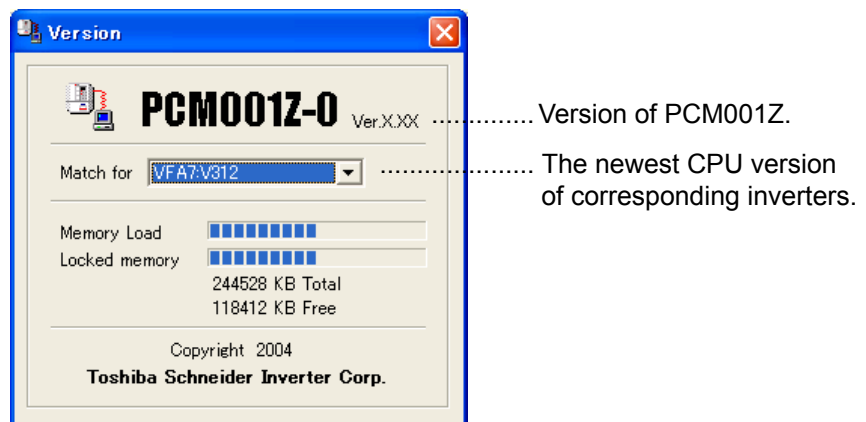 Version
PCM001Z-0 Ver.X.XX .............. Version of PCM001Z.
Match for VFA7:V312 ...................... The newest CPU version
of corresponding inverters.
Memory Load
Locked memory
244528 KB Total
118412 KB Free
Copyright 2004
Toshiba Schneider Inverter Corp.